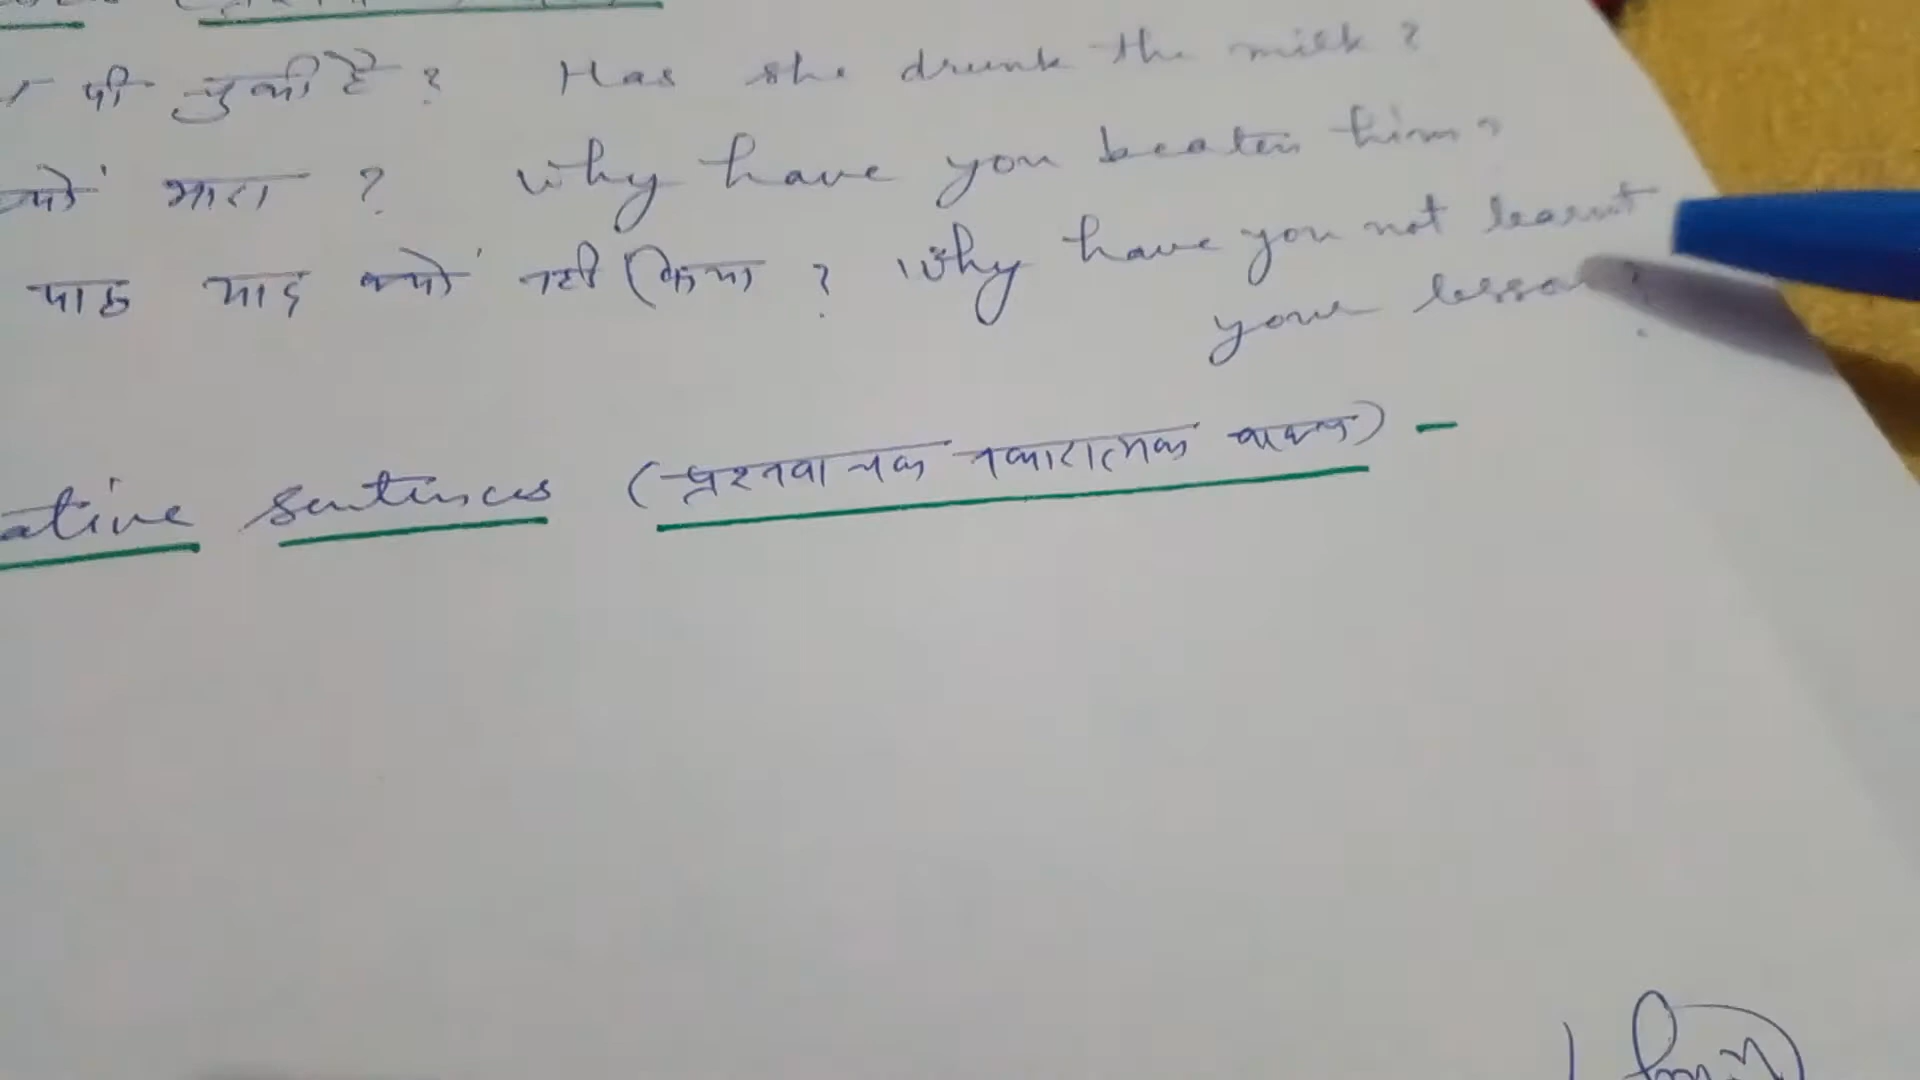 पी चुकी है ? Has she drunk the milk ?
क्यों मारा ? Why have you beaten him ?
पाठ याद क्यों नहीं किया ? Why have you not learnt
your lesson ?
ative sentences (प्रश्नवाचक नकारात्मक वाक्य) -